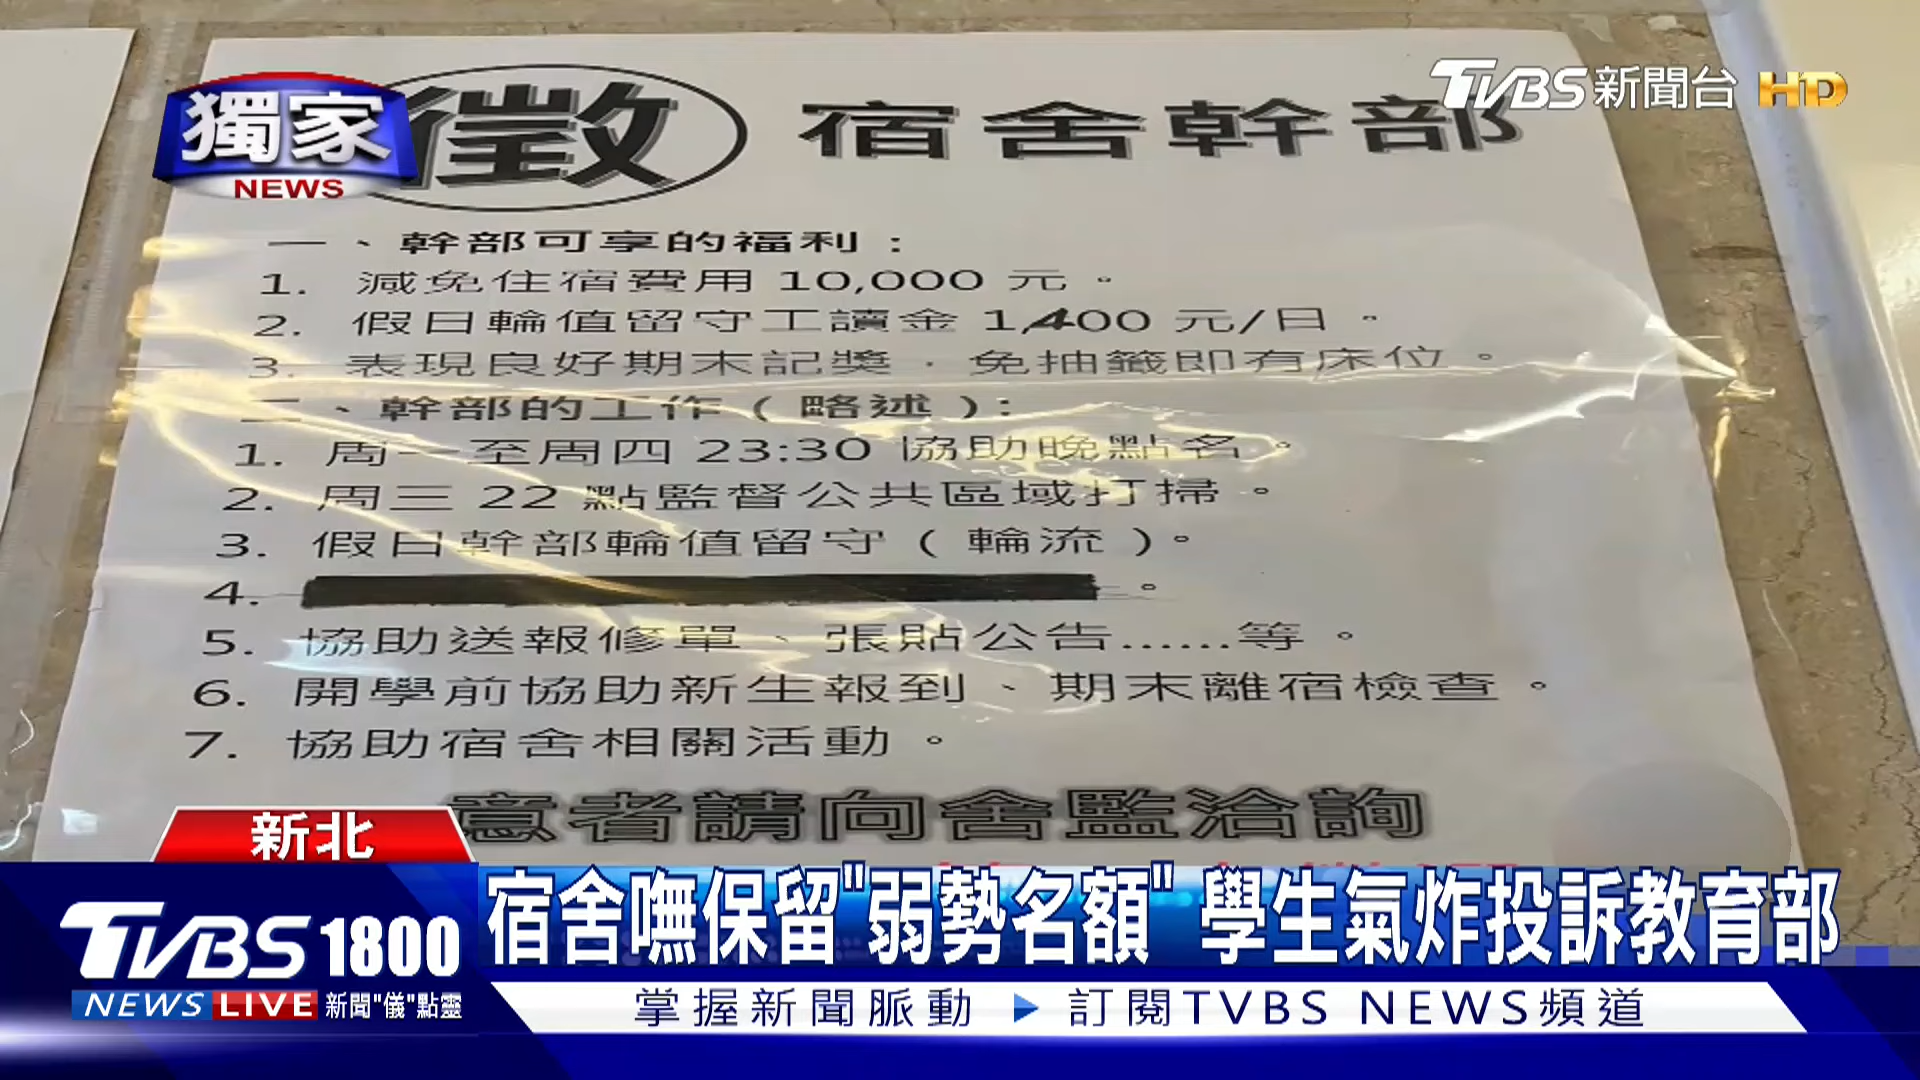 獨家
NEWS
TVBS新聞台 HD
徵 宿舍幹部
一、幹部可享的福利：
1. 減免住宿費用 10,000 元。
2. 假日輪值留守工讀金 1,400 元/日。
3. 表現良好期末記獎，免抽籤即有床位。
二、幹部的工作（略述）：
1. 周一至周四 23:30 協助晚點名。
2. 周三 22 點監督公共區域打掃。
3. 假日幹部輪值留守（輪流）。
4. 。
5. 協助送報修單、張貼公告……等。
6. 開學前協助新生報到、期末離宿檢查。
7. 協助宿舍相關活動。
意者請向舍監洽詢
新北
宿舍嘸保留"弱勢名額" 學生氣炸投訴教育部
TVBS 1800
NEWS LIVE 新聞"儀"點靈
掌握新聞脈動 ▶ 訂閱TVBS NEWS頻道